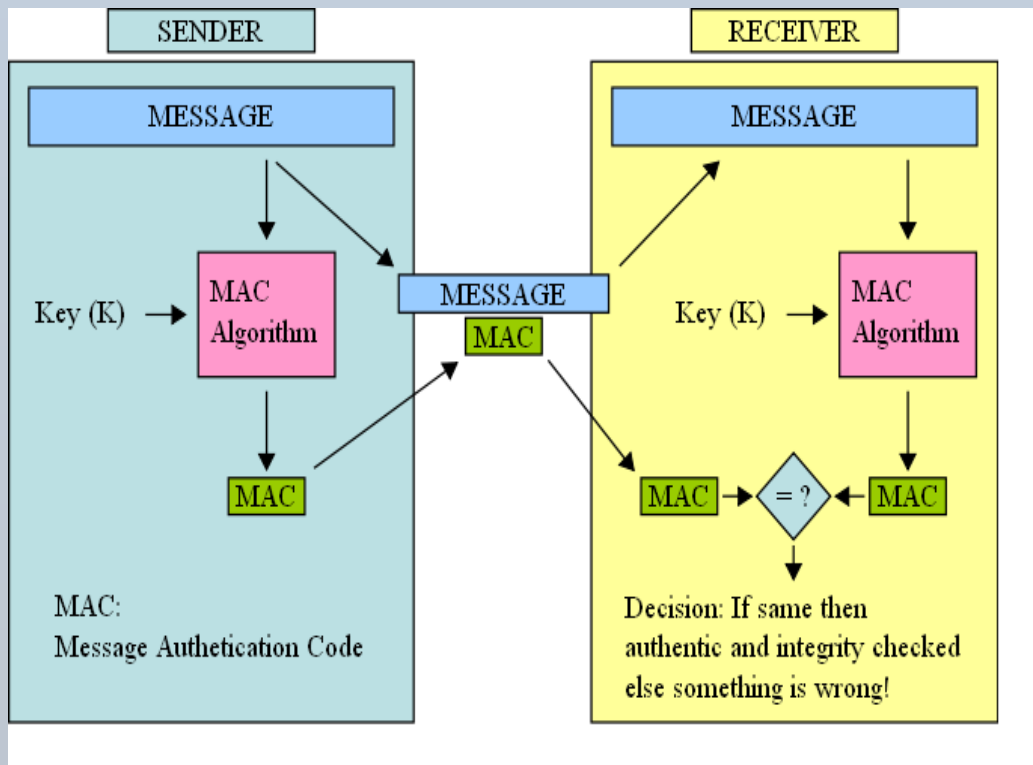 SENDER
MESSAGE
Key (K)
MAC
Algorithm
MAC
MAC:
Message Authetication Code
MESSAGE
MAC
RECEIVER
MESSAGE
Key (K)
MAC
Algorithm
MAC
= ?
MAC
Decision: If same then
authentic and integrity checked
else something is wrong!